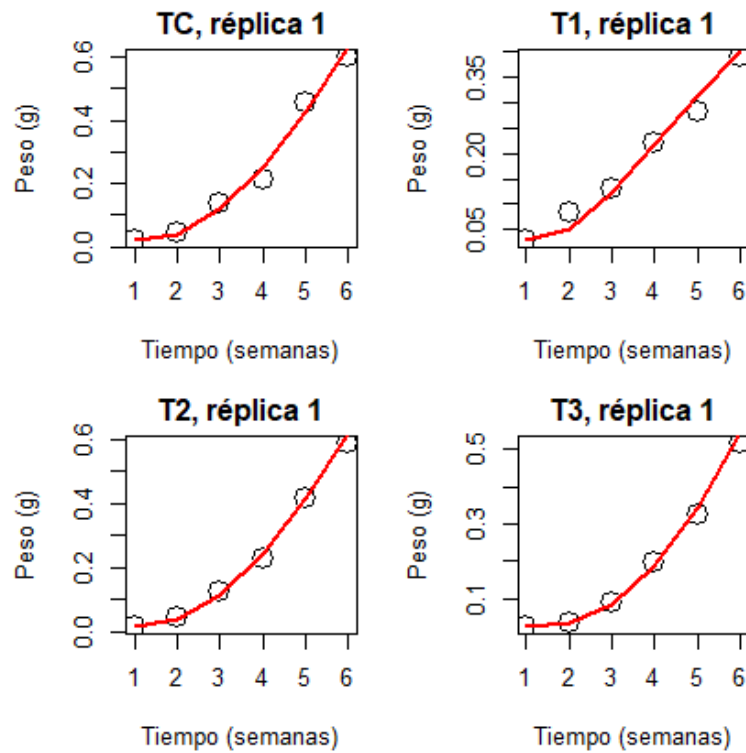 TC, réplica 1
Peso (g)
0.0 0.2 0.4 0.6
1 2 3 4 5 6
Tiempo (semanas)
T1, réplica 1
Peso (g)
0.05 0.20 0.35
1 2 3 4 5 6
Tiempo (semanas)
T2, réplica 1
Peso (g)
0.0 0.2 0.4 0.6
1 2 3 4 5 6
Tiempo (semanas)
T3, réplica 1
Peso (g)
0.1 0.3 0.5
1 2 3 4 5 6
Tiempo (semanas)